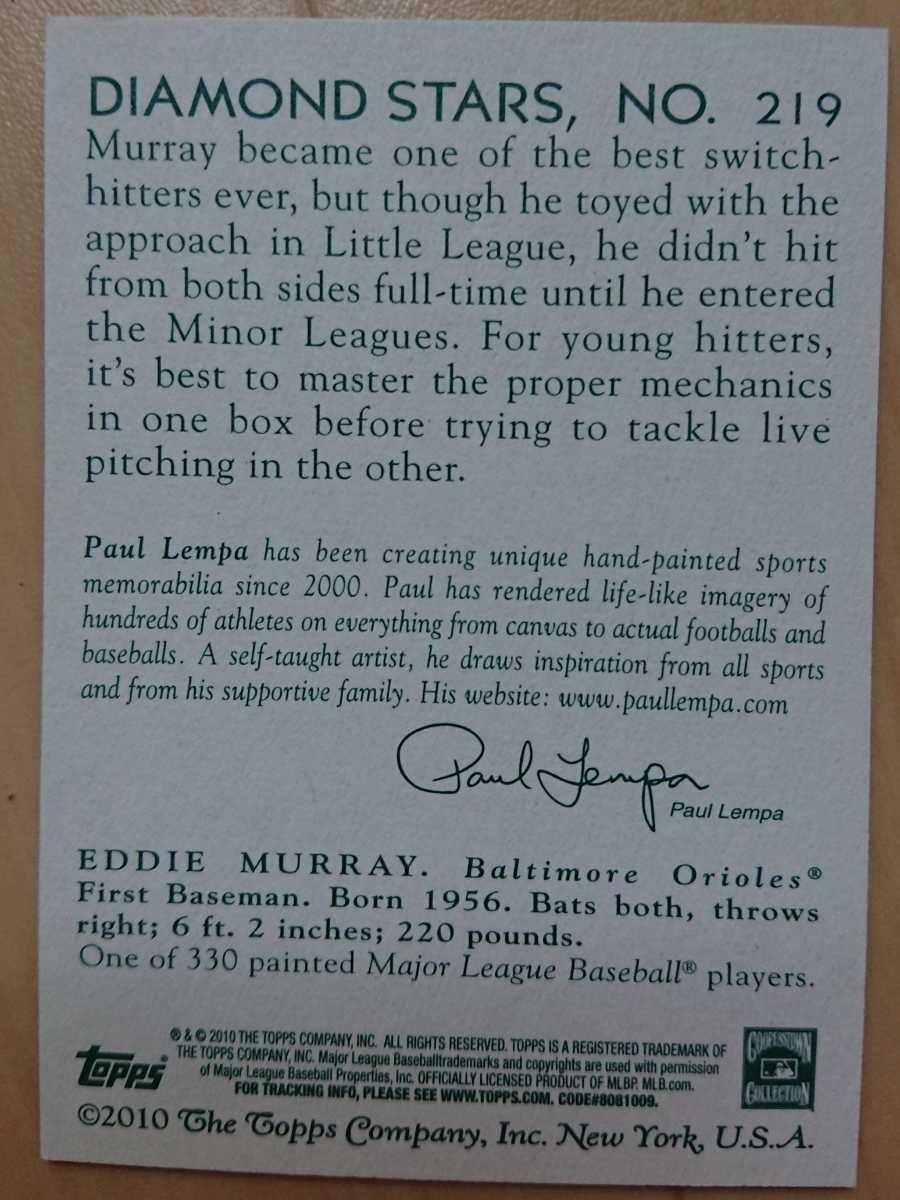 DIAMOND STARS, NO. 219
Murray became one of the best switch-
hitters ever, but though he toyed with the
approach in Little League, he didn't hit
from both sides full-time until he entered
the Minor Leagues. For young hitters,
it's best to master the proper mechanics
in one box before trying to tackle live
pitching in the other.
Paul Lempa has been creating unique hand-painted sports
memorabilia since 2000. Paul has rendered life-like imagery of
hundreds of athletes on everything from canvas to actual footballs and
baseballs. A self-taught artist, he draws inspiration from all sports
and from his supportive family. His website: www.paullempa.com
Paul Lempa
Paul Lempa
EDDIE MURRAY. Baltimore Orioles®
First Baseman. Born 1956. Bats both, throws
right; 6 ft. 2 inches; 220 pounds.
One of 330 painted Major League Baseball® players.
® & © 2010 THE TOPPS COMPANY, INC. ALL RIGHTS RESERVED. TOPPS IS A REGISTERED TRADEMARK OF
THE TOPPS COMPANY, INC. Major League Baseballtrademarks and copyrights are used with permission
of Major League Baseball Properties, Inc. OFFICIALLY LICENSED PRODUCT OF MLBP. MLB.com.
FOR TRACKING INFO, PLEASE SEE WWW.TOPPS.COM. CODE#8081009.
Topps®
COOPERSTOWN
COLLECTION
©2010 The Topps Company, Inc. New York, U.S.A.